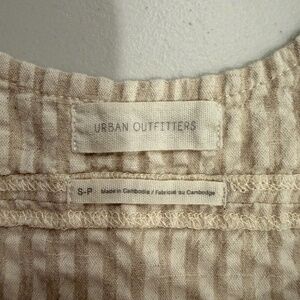 URBAN OUTFITTERS
S-P Made in Cambodia / Fabriqué au Cambodge